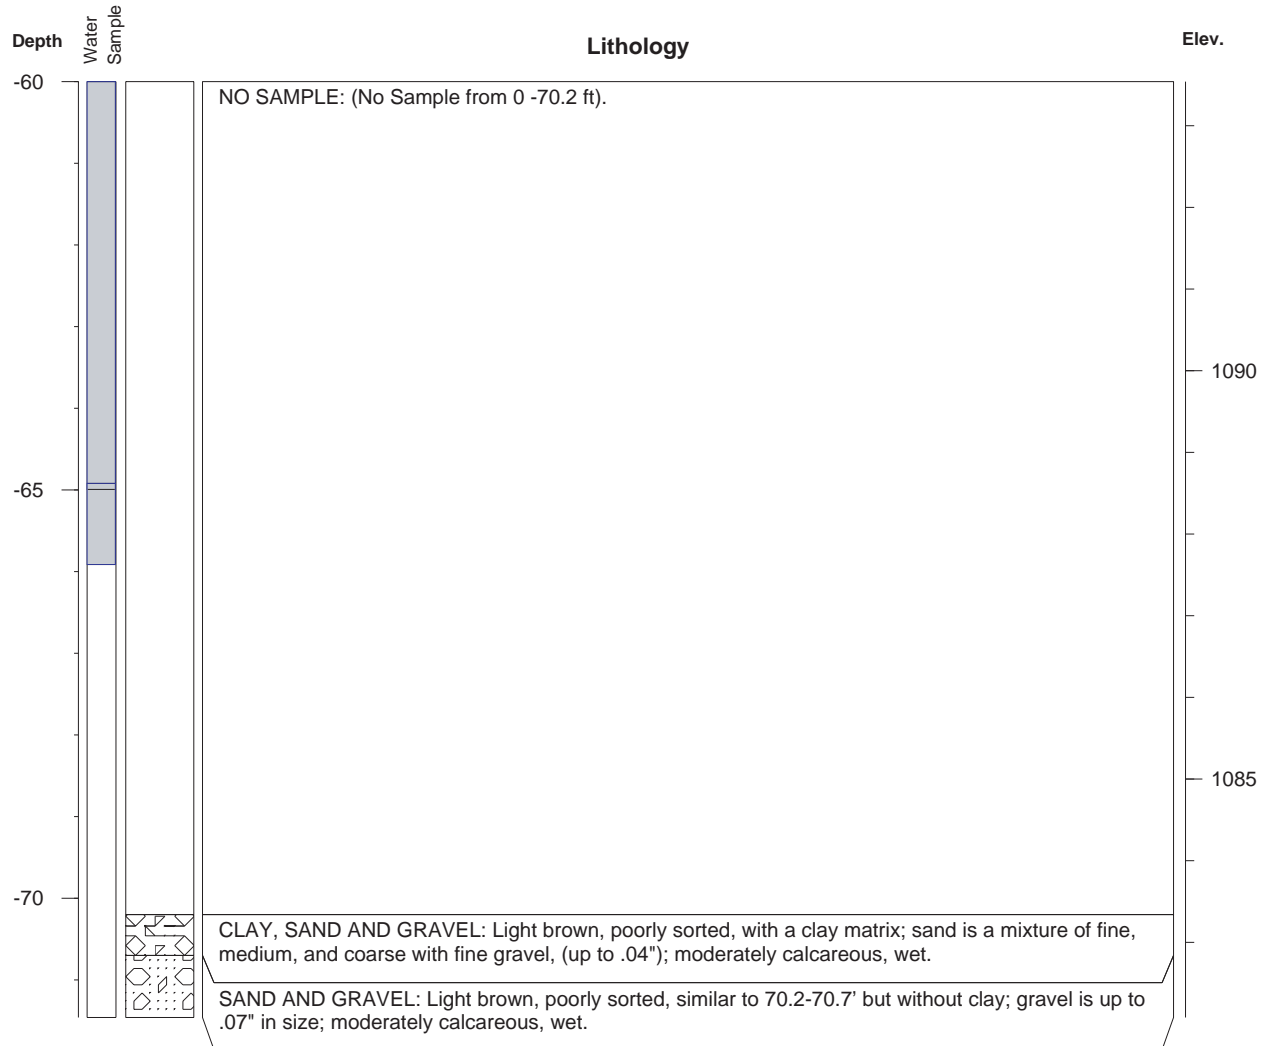 Depth
Water
Sample
Lithology
Elev.
-60
NO SAMPLE: (No Sample from 0 -70.2 ft).
1090
-65
1085
-70
CLAY, SAND AND GRAVEL: Light brown, poorly sorted, with a clay matrix; sand is a mixture of fine,
medium, and coarse with fine gravel, (up to .04"); moderately calcareous, wet.
SAND AND GRAVEL: Light brown, poorly sorted, similar to 70.2-70.7' but without clay; gravel is up to
.07" in size; moderately calcareous, wet.